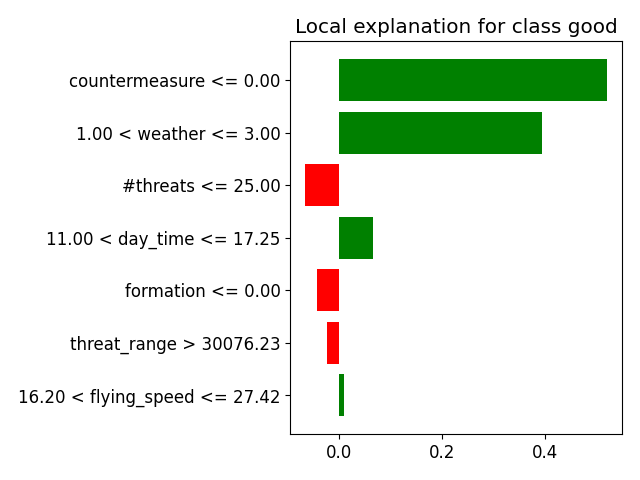 Local explanation for class good
countermeasure <= 0.00
1.00 < weather <= 3.00
#threats <= 25.00
11.00 < day_time <= 17.25
formation <= 0.00
threat_range > 30076.23
16.20 < flying_speed <= 27.42
0.0 0.2 0.4